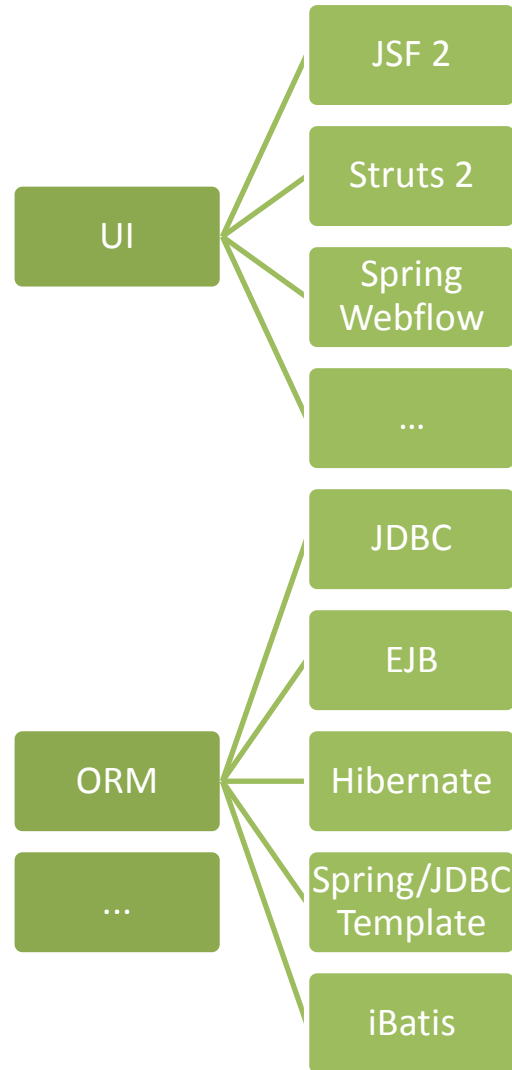 UI
JSF 2
Struts 2
Spring
Webflow
...
ORM
JDBC
EJB
Hibernate
Spring/JDBC
Template
iBatis
...